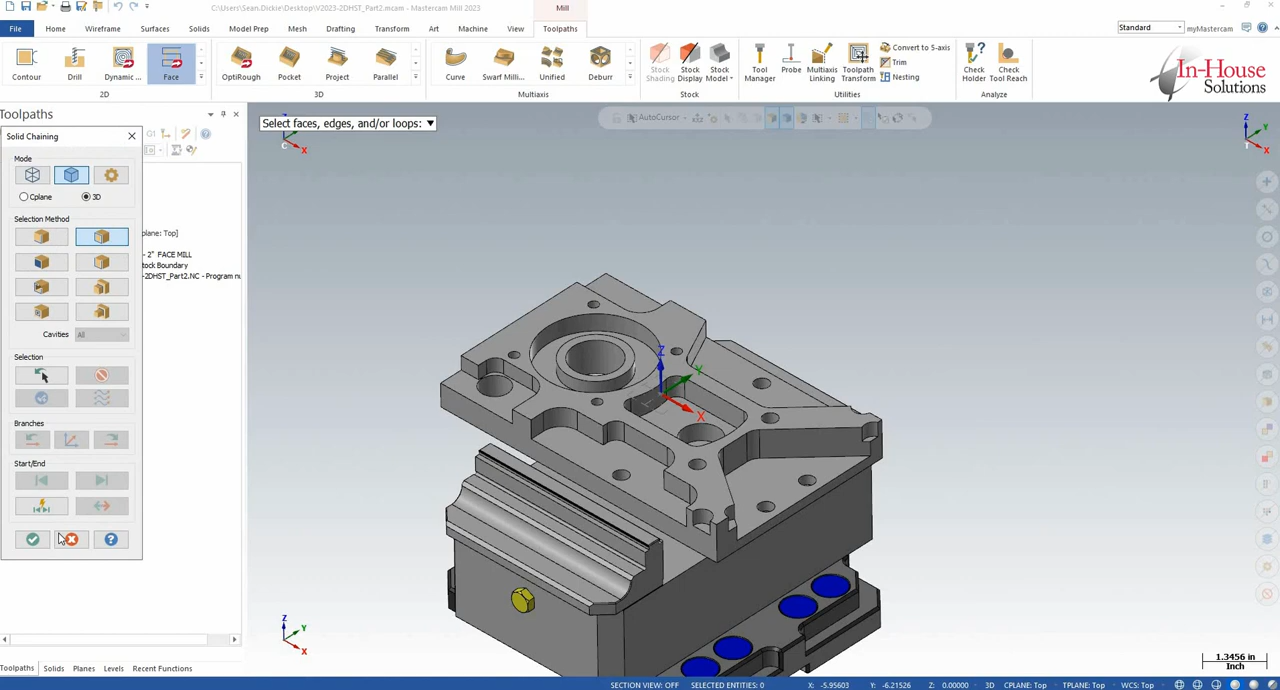 C:\Users\Sean.Dickie\Desktop\V2023-2DHST_Part2.mcam - Mastercam Mill 2023
Mill
File Home Wireframe Surfaces Solids Model Prep Mesh Drafting Transform Art Machine View Toolpaths
Standard
myMastercam
Contour Drill Dynamic ... Face
OptiRough Pocket Project Parallel
Curve Swarf Milli... Unified Deburr
Stock Shading Stock Display Stock Model
Tool Manager Probe Multiaxis Linking Toolpath Transform
Convert to 5-axis
Trim
Nesting
Check Holder Check Tool Reach
2D 3D Multiaxis Stock Utilities Analyze
In-House
Solutions
Toolpaths
Select faces, edges, and/or loops:
AutoCursor
Solid Chaining
G1
Mode
Cplane 3D
Selection Method
plane: Top]
- 2" FACE MILL
tock Boundary
-2DHST_Part2.NC - Program nu
Cavities All
Selection
Branches
Start/End
C X
Z Y
T X
Z
Y
X
Z
Y
X
1.3456 in
Inch
Toolpaths Solids Planes Levels Recent Functions
SECTION VIEW: OFF SELECTED ENTITIES: 0 X: -5.95603 Y: -6.21526 Z: 0.00000 3D CPLANE: Top TPLANE: Top WCS: Top